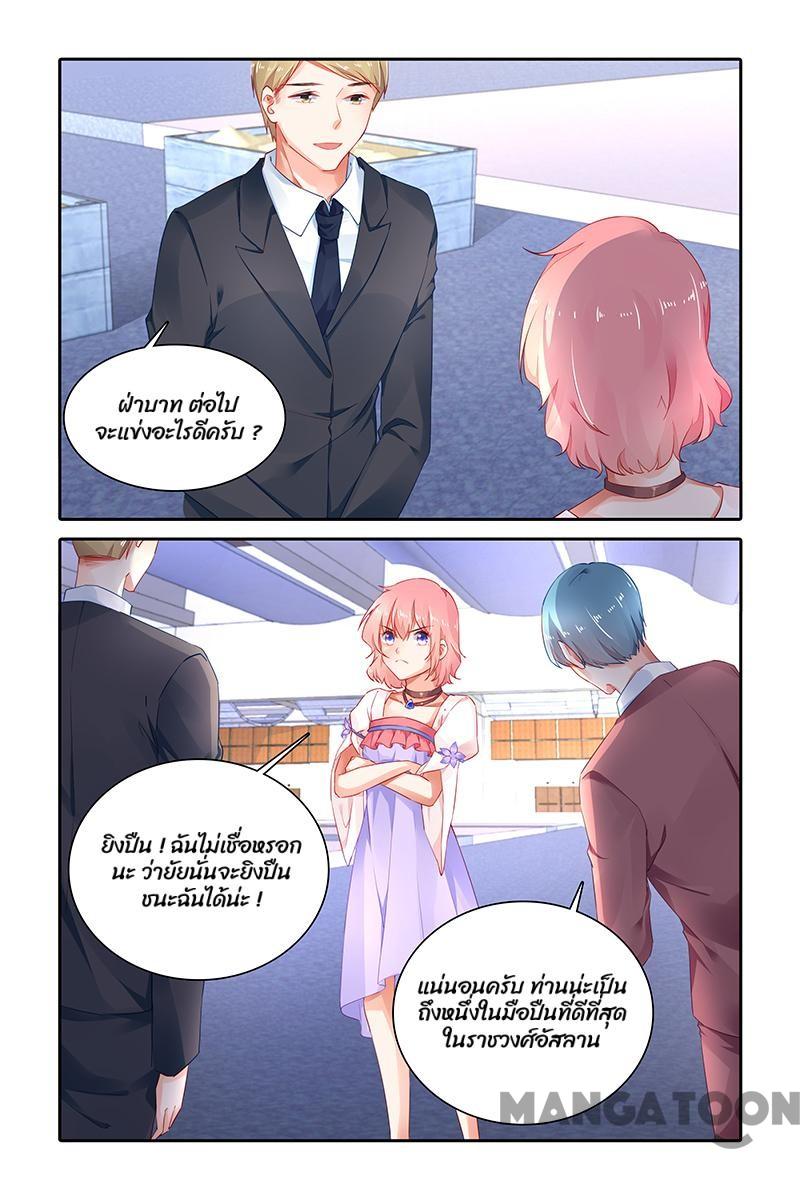 ฝ่าบาท ต่อไป
จะแข่งอะไรดีครับ ?
ยิงปืน ! ฉันไม่เชื่อหรอก
นะ ว่ายัยนั่นจะยิงปืน
ชนะฉันได้น่ะ !
แน่นอนครับ ท่านน่ะเป็น
ถึงหนึ่งในมือปืนที่ดีที่สุด
ในราชวงศ์อัสลาน
MANGATOON